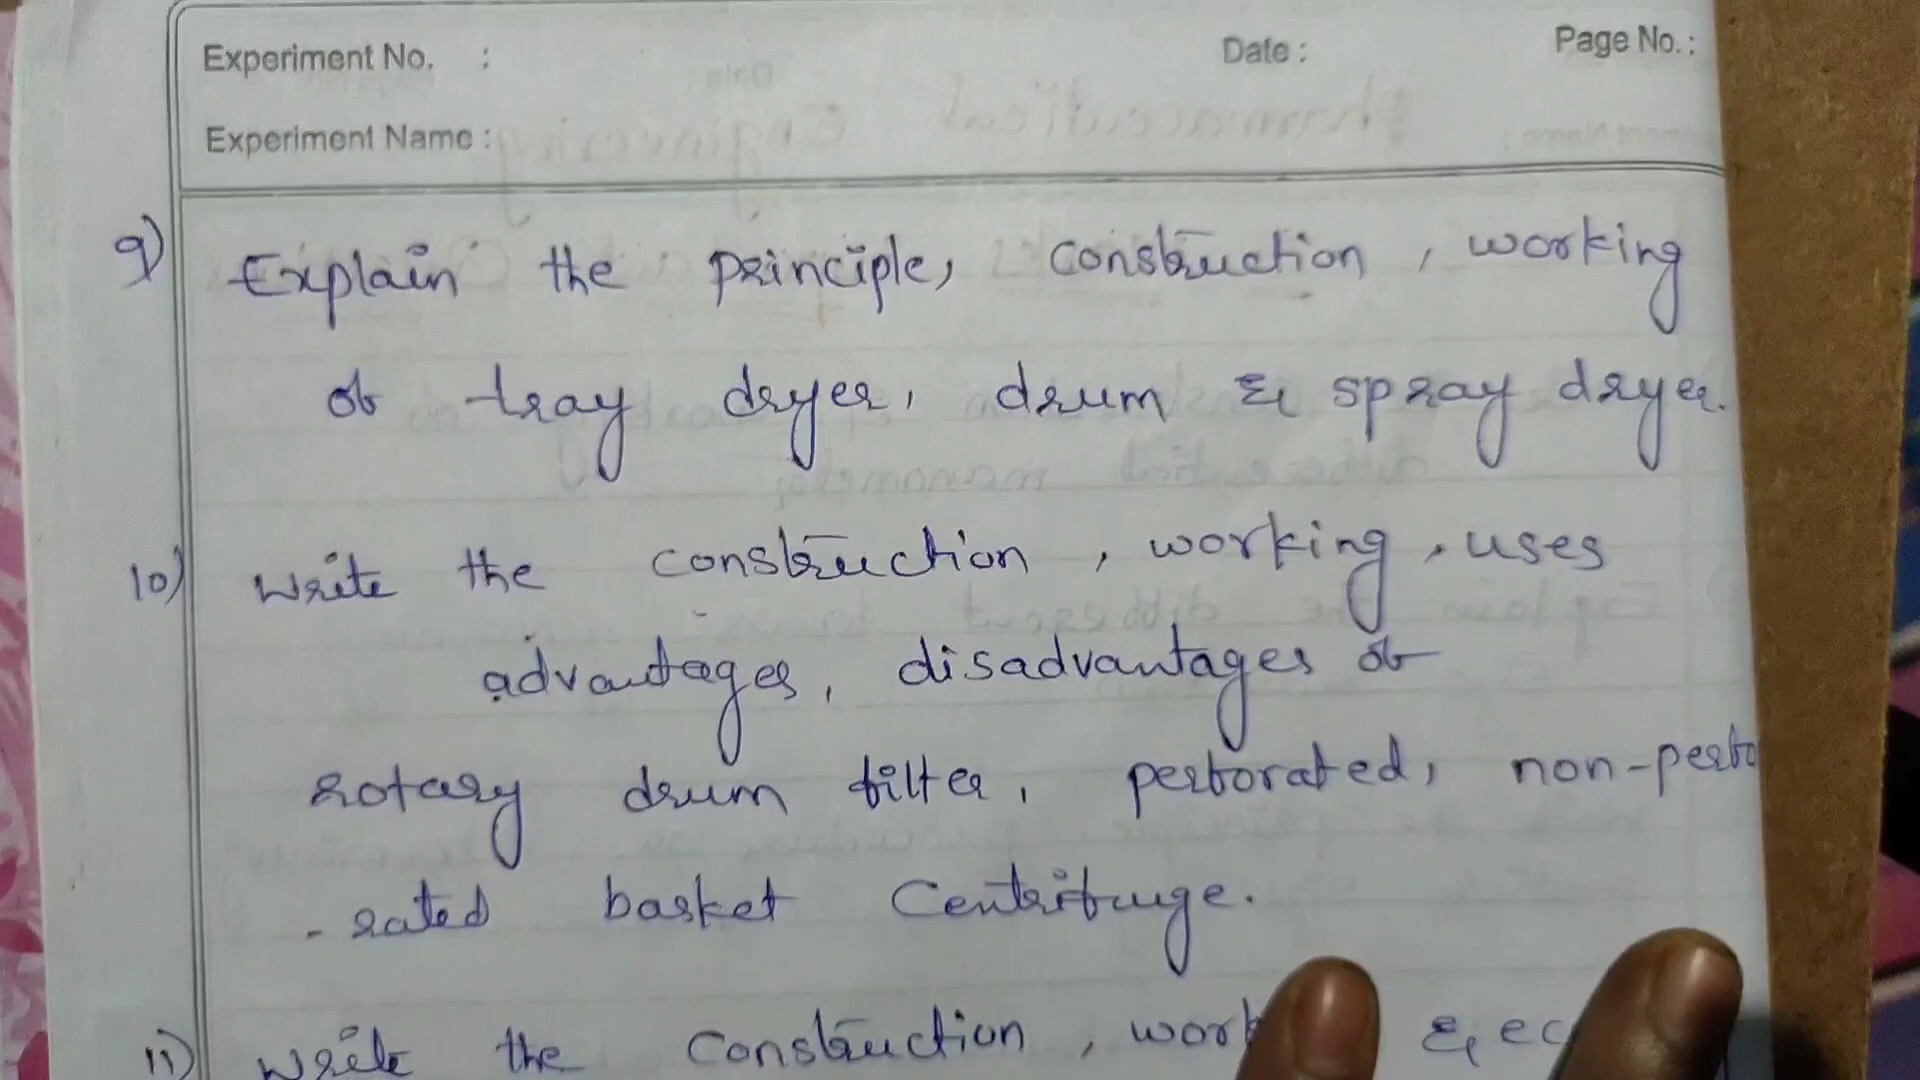 Experiment No. :
Date :
Page No. :
Experiment Name :
9) Explain the principle, construction, working
of tray dryer, drum & spray dryer.
10) Write the construction, working, uses
advantages, disadvantages of
rotary drum filter, perforated, non-perfo
-rated basket Centrifuge.
11) Write the construction,